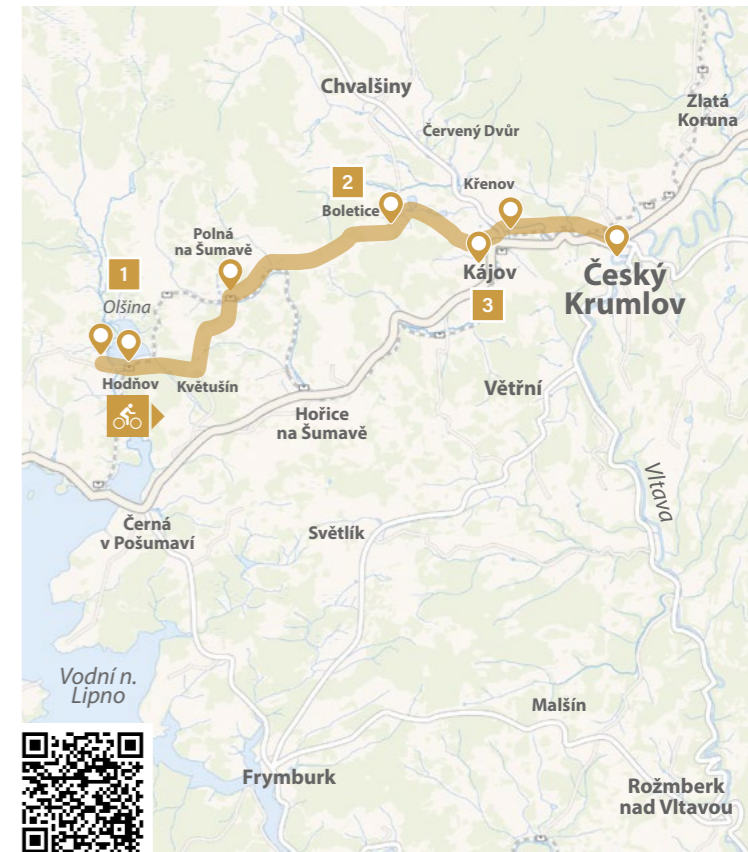 Chvalšiny
Zlatá
Koruna
Červený Dvůr
2
Křenov
Boletice
Polná
na Šumavě
1
Kájov
Český
Krumlov
Olšina
3
Hodňov
Květušín
Větřní
Hořice
na Šumavě
Vltava
Černá
v Pošumaví
Světlík
Vodní n.
Lipno
Malšín
Frymburk
Rožmberk
nad Vltavou